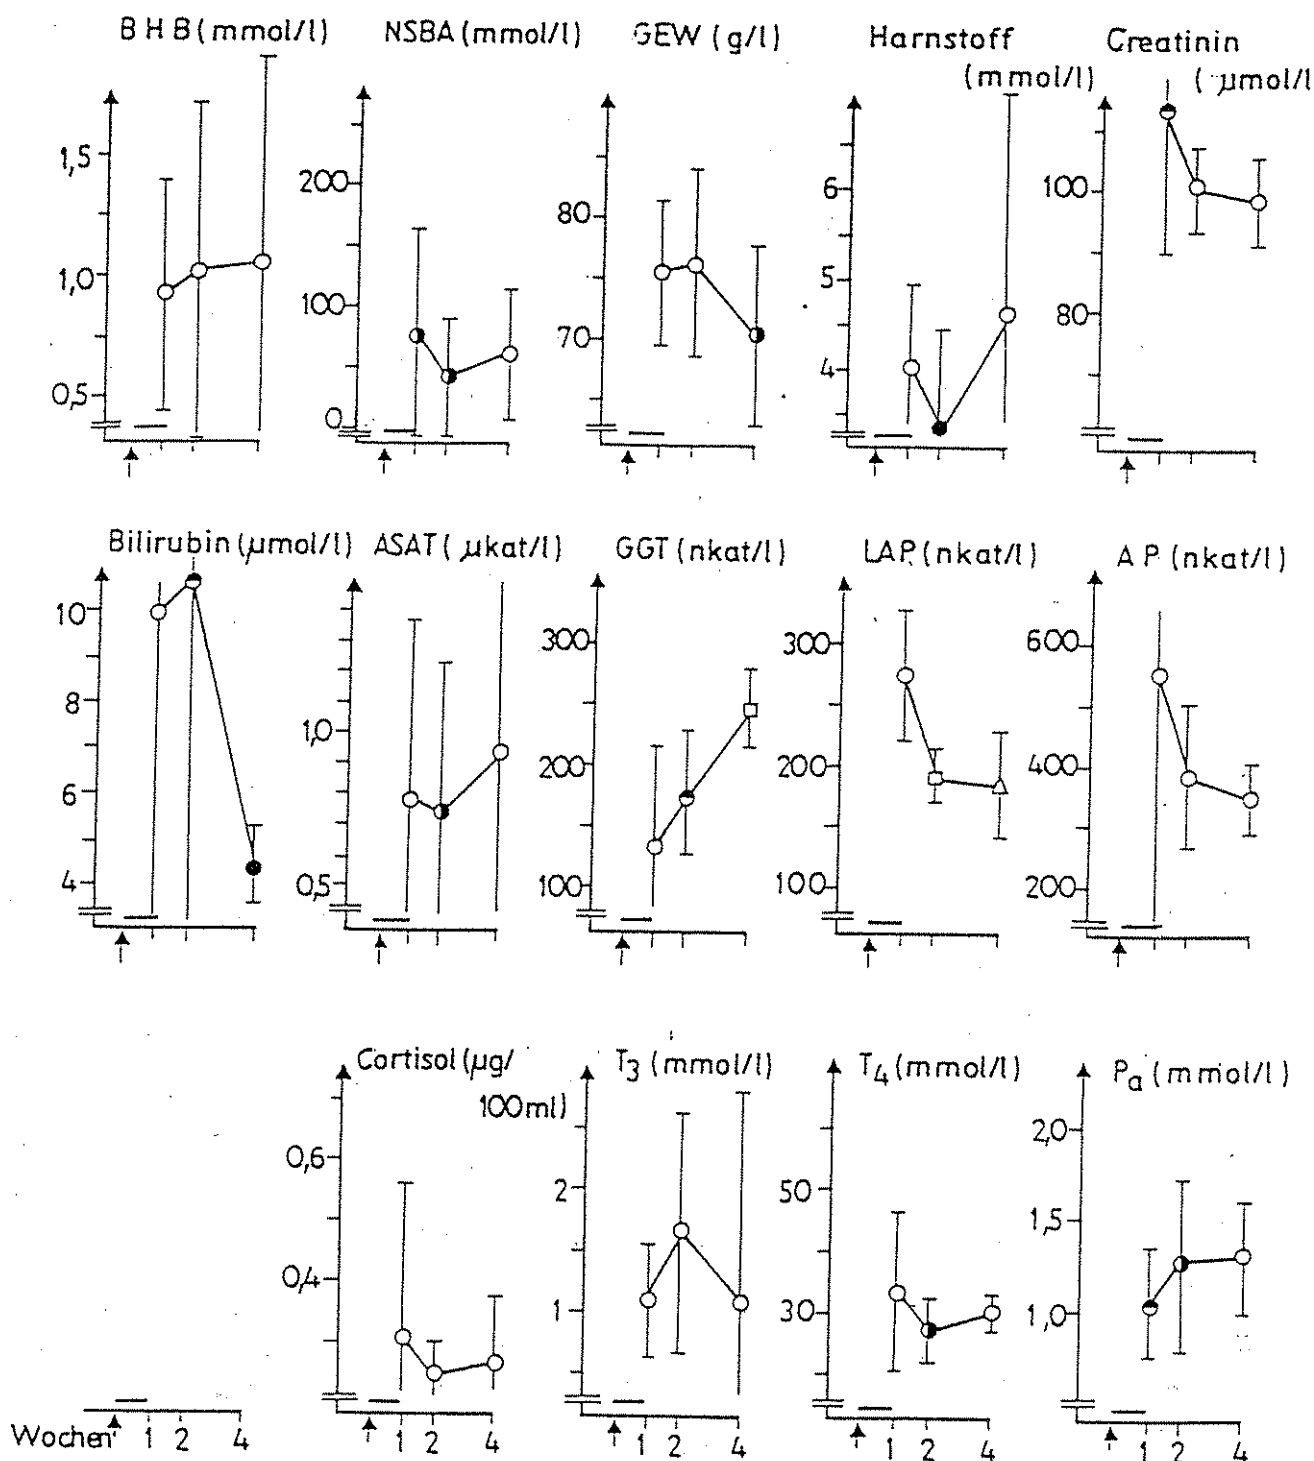 BHB (mmol/l) NSBA (mmol/l) GEW (g/l) Harnstoff Creatinin
(mmol/l) (µmol/l
1,5 200 80 6 100
1,0 100 70 5 80
0,5 0 4
Bilirubin (µmol/l) ASAT (µkat/l) GGT (nkat/l) LAP (nkat/l) AP (nkat/l)
10 1,0 300 300 600
8 0,5 200 200 400
6 100 100 200
4
Cortisol (µg/ T3 (mmol/l) T4 (mmol/l) Pa (mmol/l)
100ml)
0,6 2 50 2,0
0,4 1 30 1,5
1,0
Wochen 1 2 4 1 2 4 1 2 4 1 2 4 1 2 4